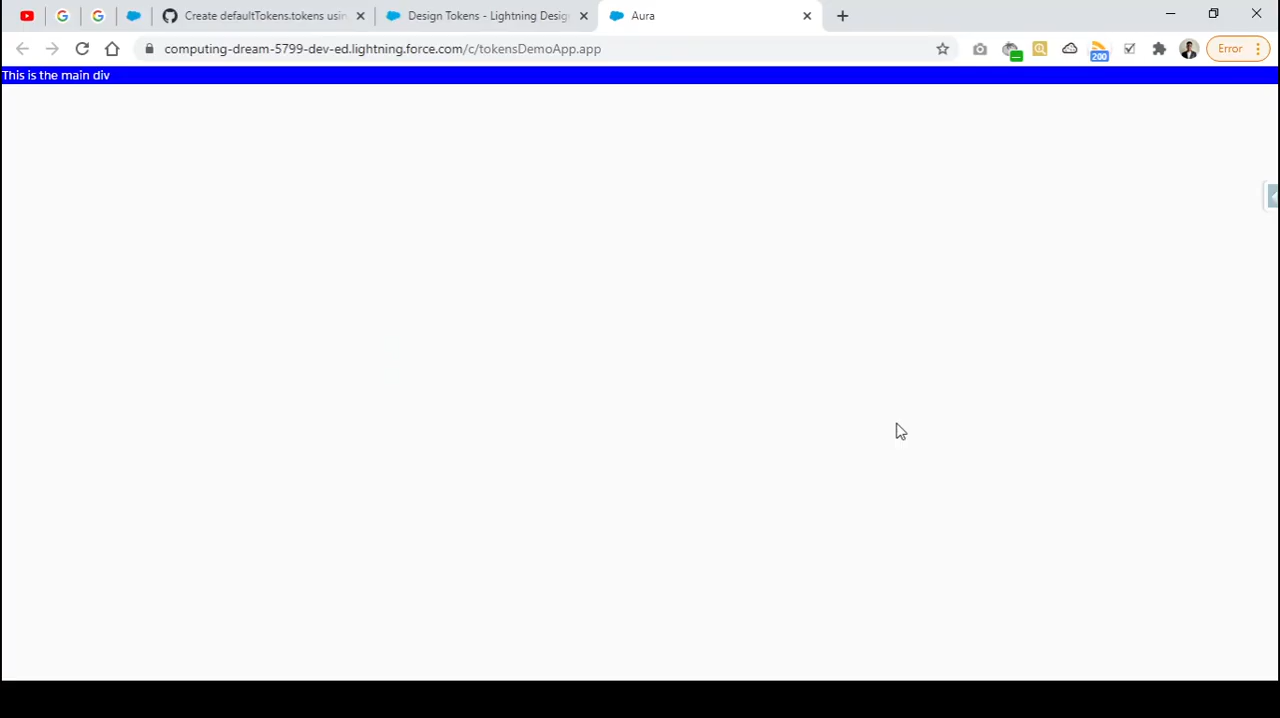 Create defaultTokens.tokens usin
Design Tokens - Lightning Desig
Aura
computing-dream-5799-dev-ed.lightning.force.com/c/tokensDemoApp.app
200
Error
This is the main div